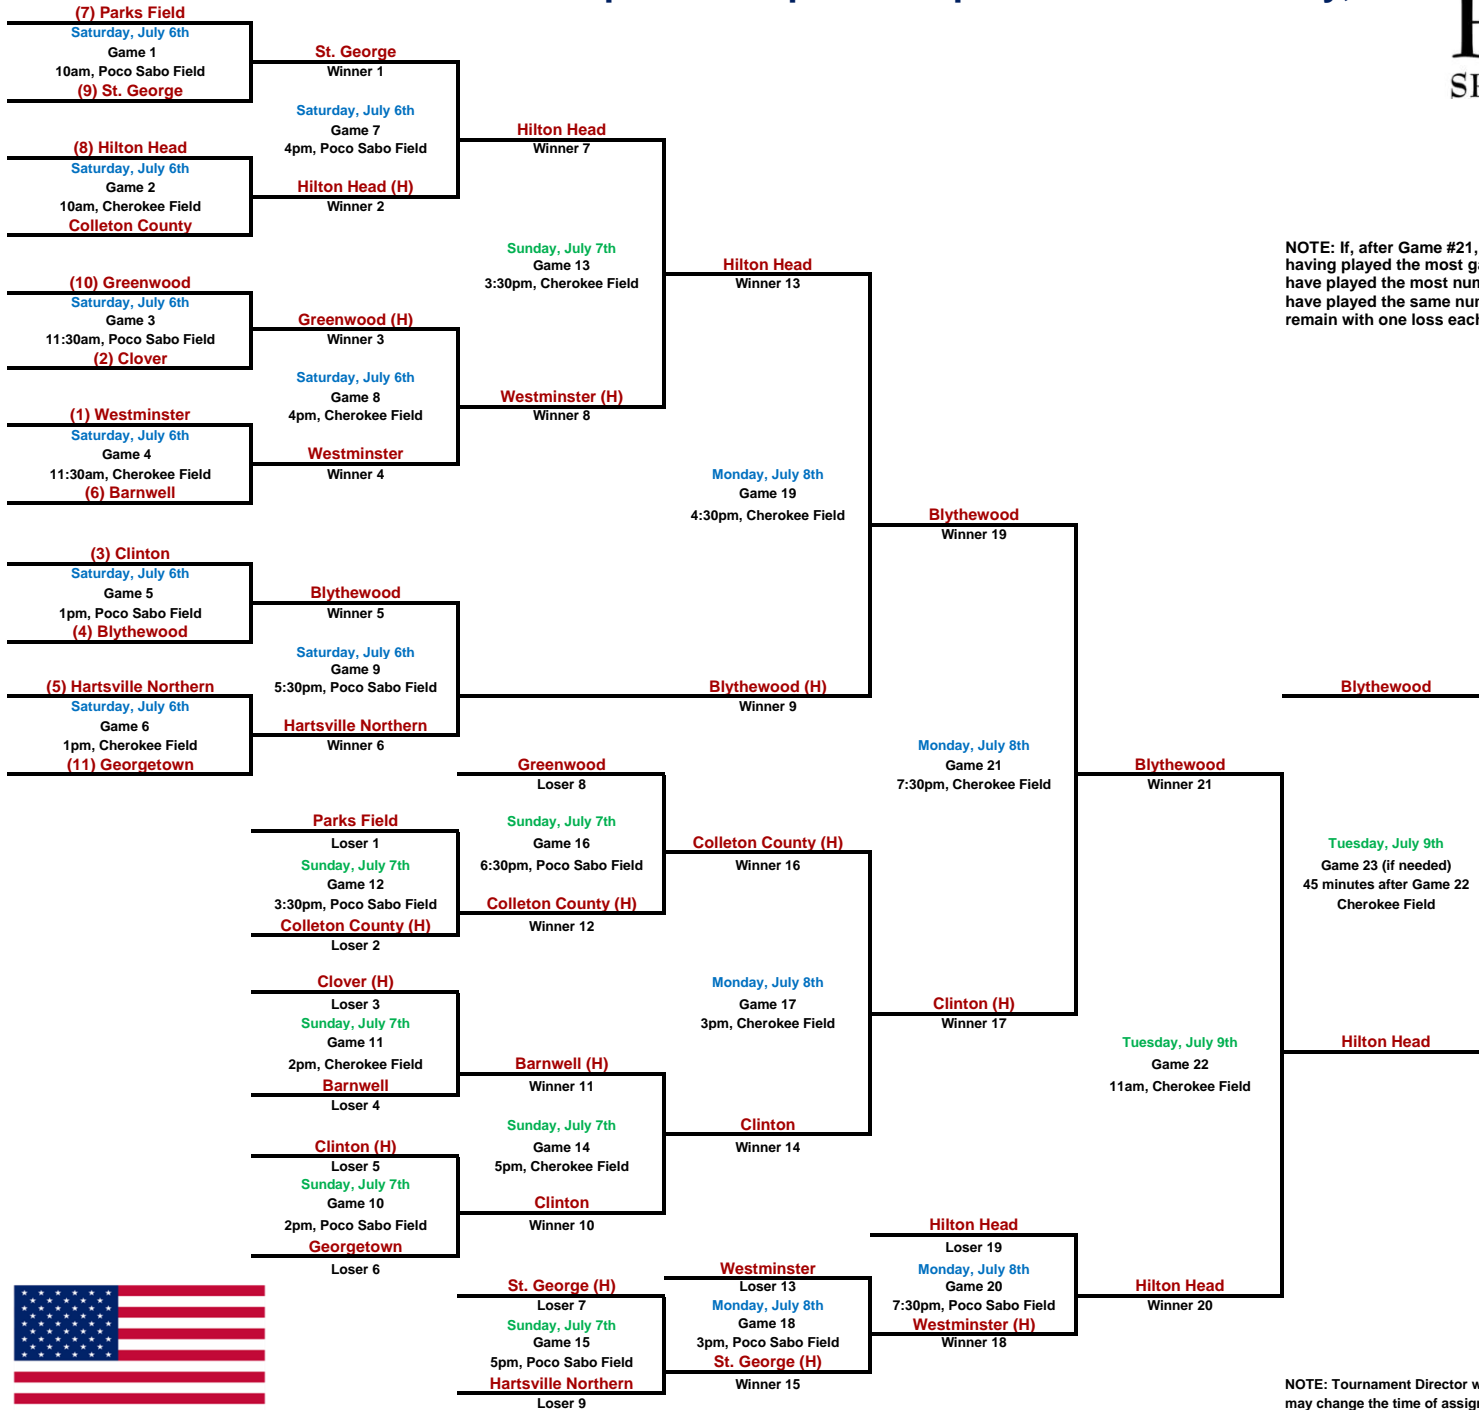 (7) Parks Field
Saturday, July 6th
Game 1
10am, Poco Sabo Field
(9) St. George
St. George
Winner 1
(8) Hilton Head
Saturday, July 6th
Game 2
10am, Cherokee Field
Colleton County
Saturday, July 6th
Game 7
4pm, Poco Sabo Field
Hilton Head (H)
Winner 2
Hilton Head
Winner 7
(10) Greenwood
Saturday, July 6th
Game 3
11:30am, Poco Sabo Field
(2) Clover
Greenwood (H)
Winner 3
Sunday, July 7th
Game 13
3:30pm, Cherokee Field
Hilton Head
Winner 13
NOTE: If, after Game #21,
having played the most
have played the most
have played the same
remain with one loss
(1) Westminster
Saturday, July 6th
Game 4
11:30am, Cherokee Field
(6) Barnwell
Saturday, July 6th
Game 8
4pm, Cherokee Field
Westminster
Winner 4
Westminster (H)
Winner 8
Monday, July 8th
Game 19
4:30pm, Cherokee Field
Blythewood
Winner 19
(3) Clinton
Saturday, July 6th
Game 5
1pm, Poco Sabo Field
(4) Blythewood
Blythewood
Winner 5
Saturday, July 6th
Game 9
5:30pm, Poco Sabo Field
Hartsville Northern
Winner 6
(5) Hartsville Northern
Saturday, July 6th
Game 6
1pm, Cherokee Field
(11) Georgetown
Blythewood (H)
Winner 9
Blythewood
Monday, July 8th
Game 21
7:30pm, Cherokee Field
Blythewood
Winner 21
Greenwood
Loser 8
Parks Field
Loser 1
Sunday, July 7th
Game 12
3:30pm, Poco Sabo Field
Colleton County (H)
Loser 2
Sunday, July 7th
Game 16
6:30pm, Poco Sabo Field
Colleton County (H)
Winner 12
Colleton County (H)
Winner 16
Tuesday, July 9th
Game 23 (if needed)
45 minutes after Game 22
Cherokee Field
Clover (H)
Loser 3
Sunday, July 7th
Game 11
2pm, Cherokee Field
Barnwell
Loser 4
Barnwell (H)
Winner 11
Monday, July 8th
Game 17
3pm, Cherokee Field
Clinton (H)
Winner 17
Tuesday, July 9th
Game 22
11am, Cherokee Field
Hilton Head
Clinton (H)
Loser 5
Sunday, July 7th
Game 10
2pm, Poco Sabo Field
Georgetown
Loser 6
Sunday, July 7th
Game 14
5pm, Cherokee Field
Clinton
Winner 10
Clinton
Winner 14
Hilton Head
Loser 19
Monday, July 8th
Game 20
7:30pm, Poco Sabo Field
Westminster (H)
Winner 18
Hilton Head
Winner 20
St. George (H)
Loser 7
Sunday, July 7th
Game 15
5pm, Poco Sabo Field
Hartsville Northern
Loser 9
Westminster
Loser 13
Monday, July 8th
Game 18
3pm, Poco Sabo Field
St. George (H)
Winner 15
NOTE: Tournament Director
may change the time of